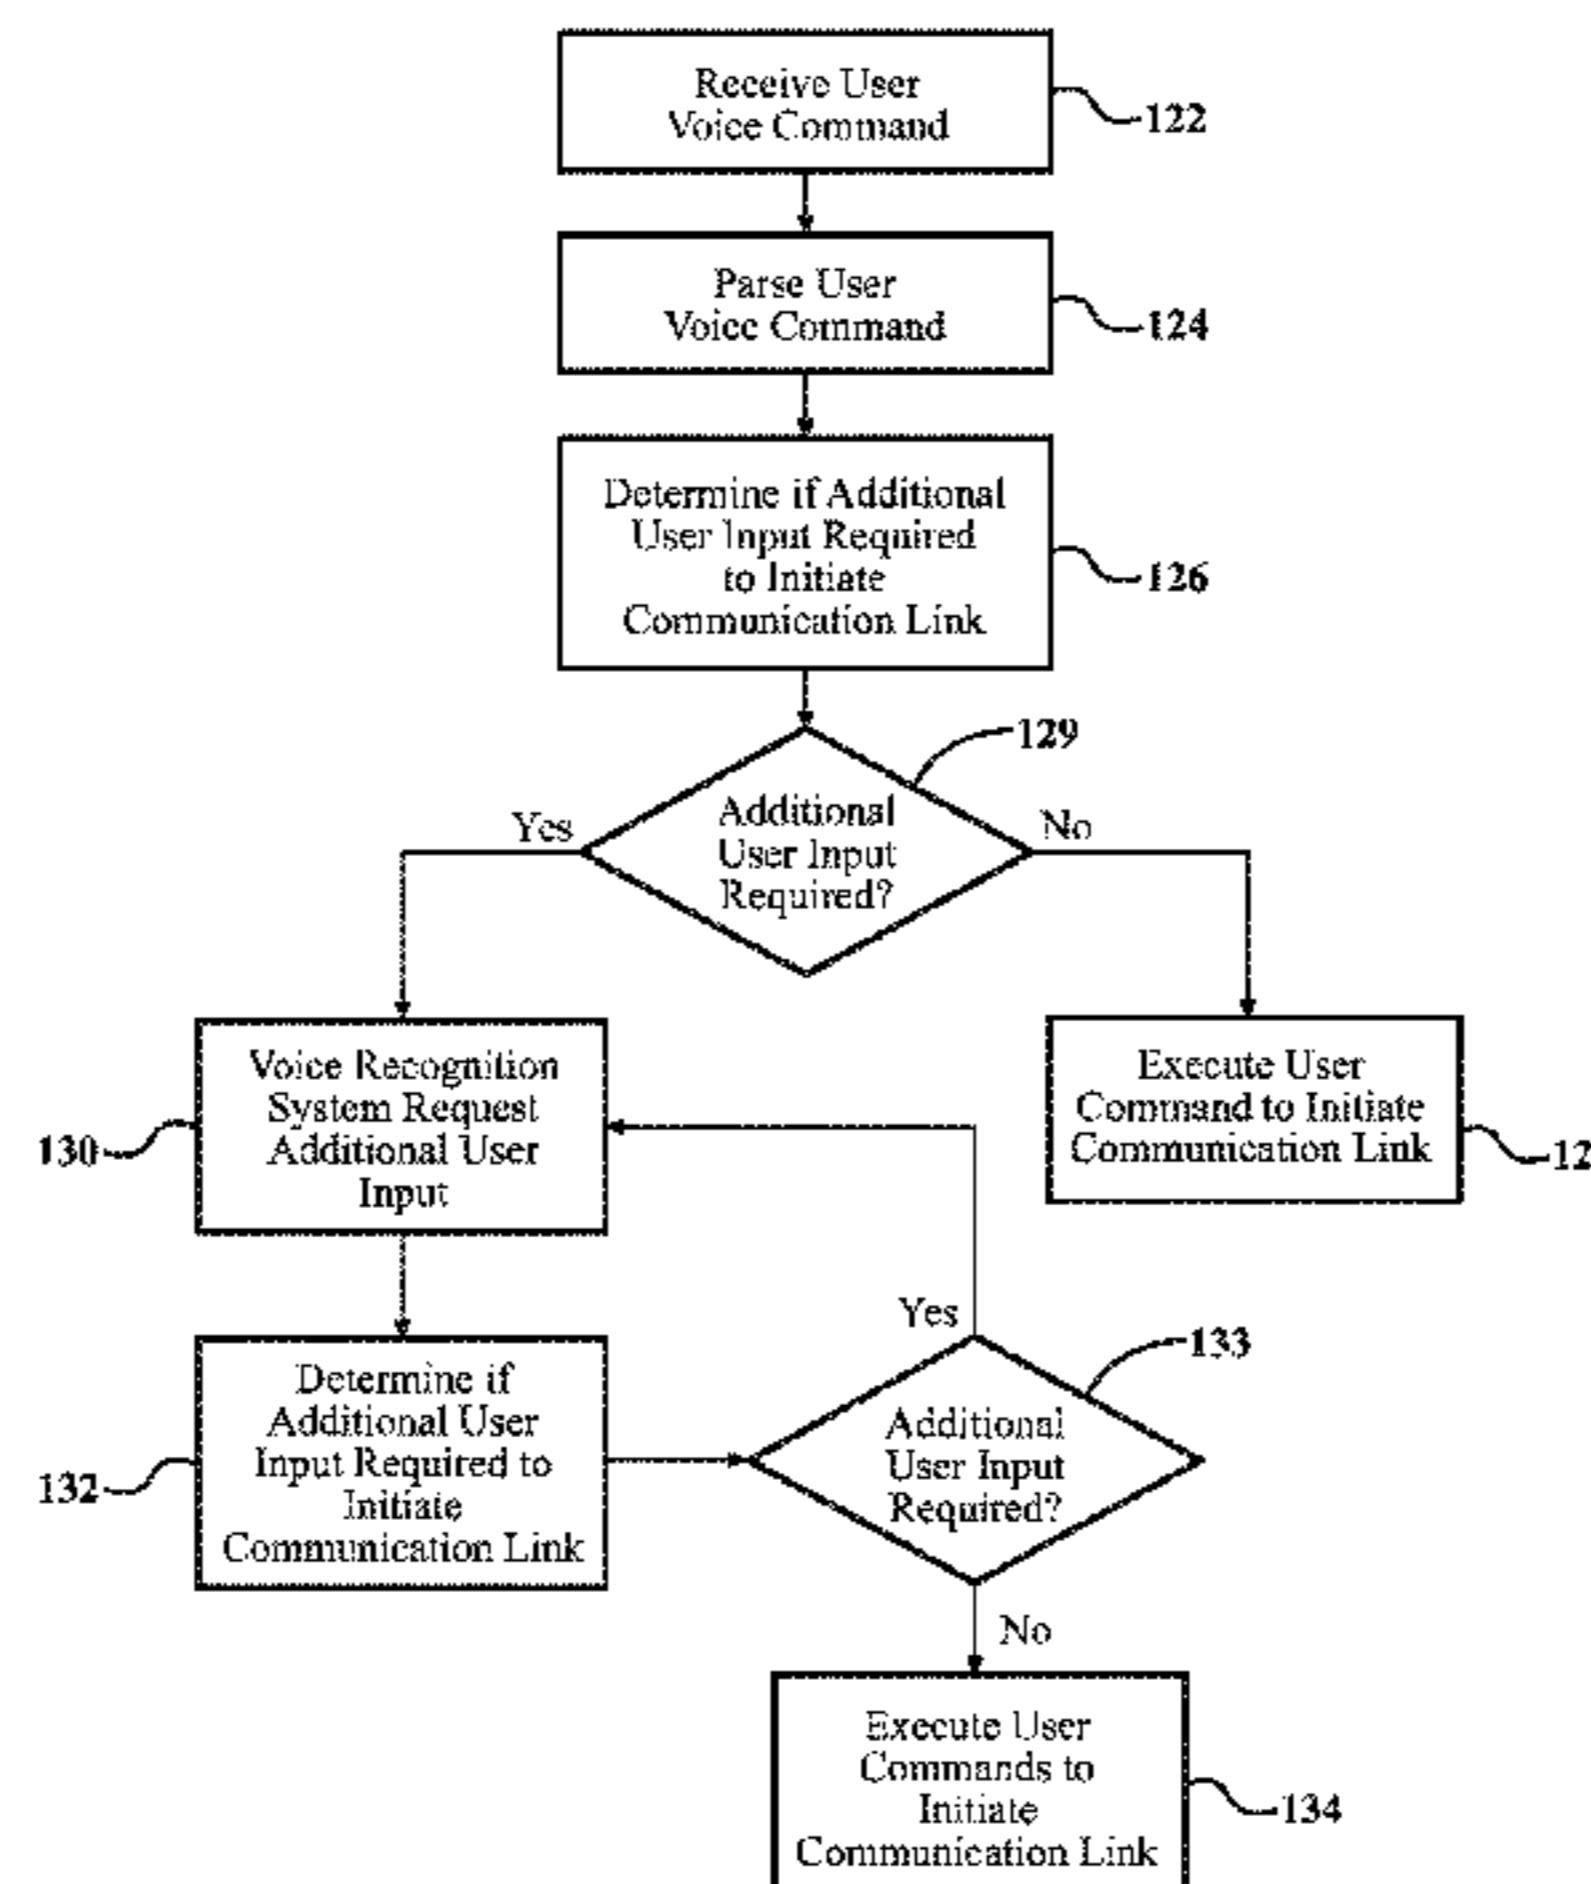 Receive User
Voice Command
122
Parse User
Voice Command
124
Determine if Additional
User Input Required
to Initiate
Communication Link
126
129
Additional
User Input
Required?
Yes
No
Voice Recognition
System Request
Additional User
Input
130
Execute User
Command to Initiate
Communication Link
12
Determine if
Additional User
Input Required to
Initiate
Communication Link
132
Yes
133
Additional
User Input
Required?
No
Execute User
Commands to
Initiate
Communication Link
134